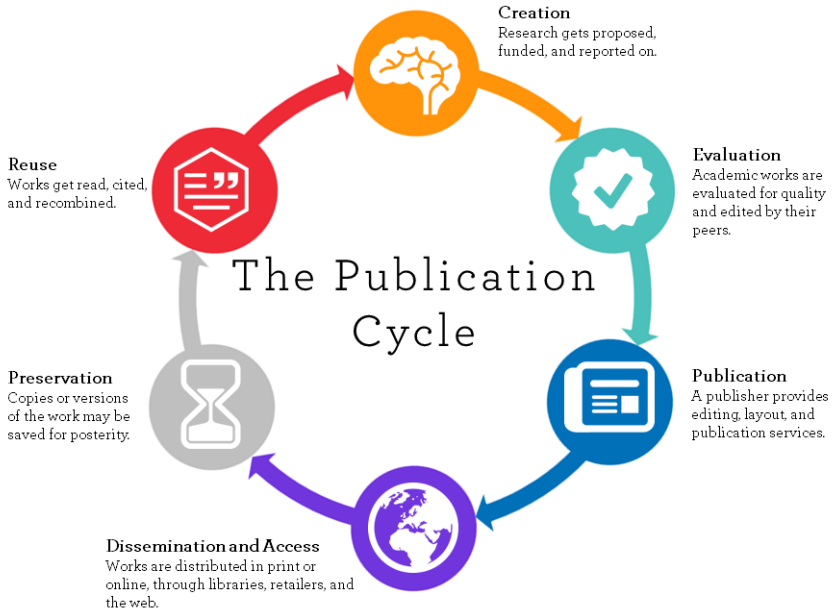 Creation
Research gets proposed,
funded, and reported on.
Evaluation
Academic works are
evaluated for quality
and edited by their
peers.
Publication
A publisher provides
editing, layout, and
publication services.
Dissemination and Access
Works are distributed in print or
online, through libraries, retailers, and
the web.
Preservation
Copies or versions
of the work may be
saved for posterity.
Reuse
Works get read, cited,
and recombined.
The Publication
Cycle